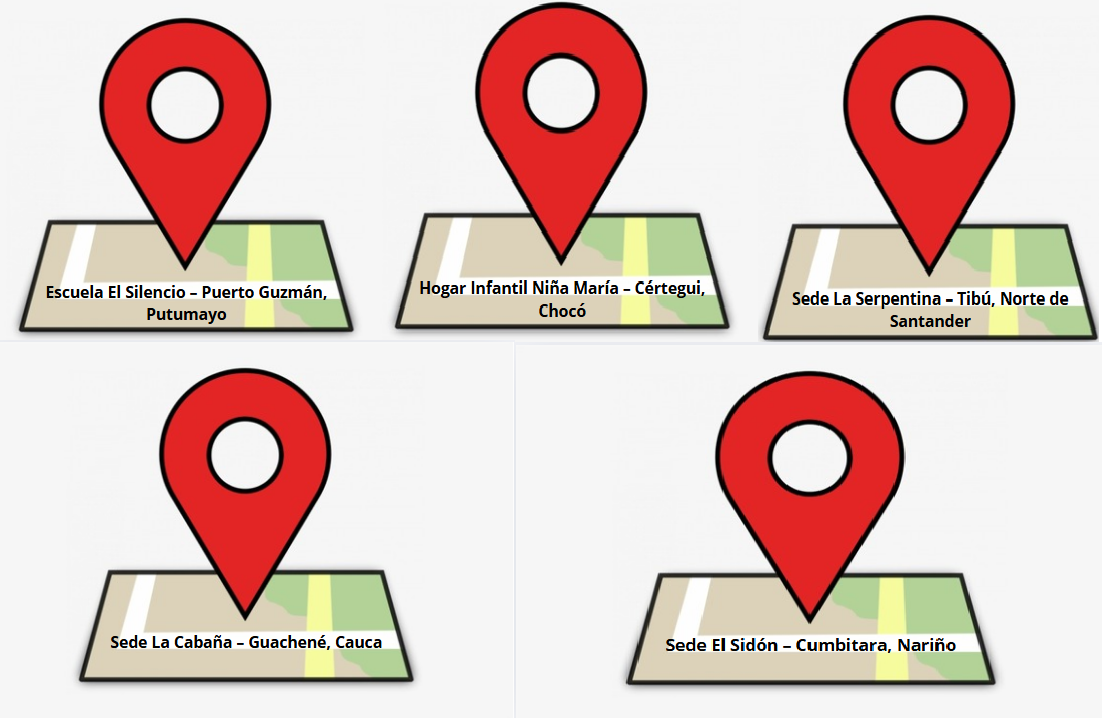 Escuela El Silencio – Puerto Guzmán,
Putumayo
Hogar Infantil Niña María – Cértegui,
Chocó
Sede La Serpentina – Tibú, Norte de
Santander
Sede La Cabaña – Guachené, Cauca
Sede El Sidón – Cumbitara, Nariño